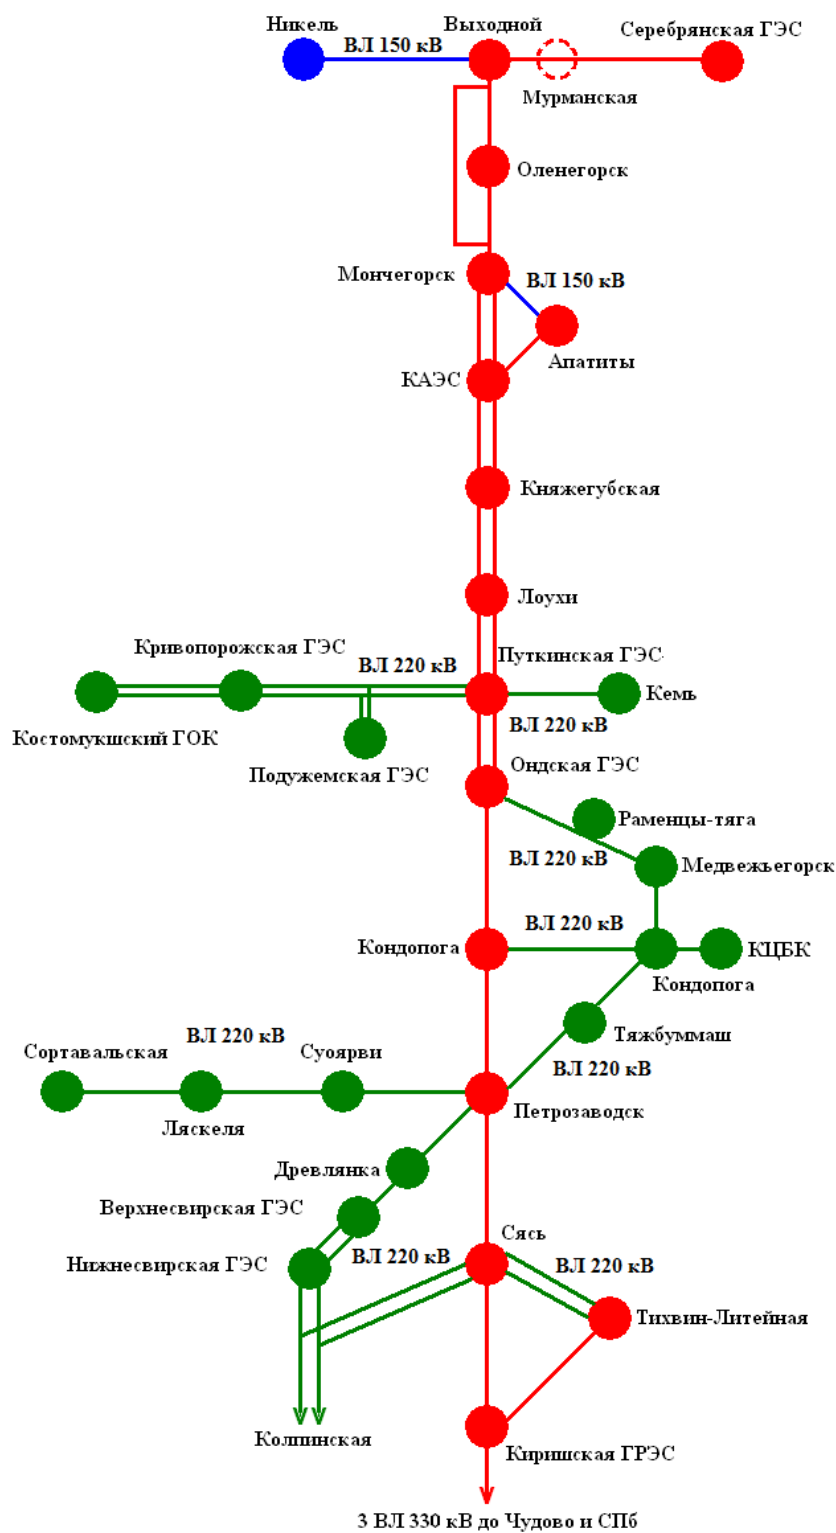 Никель
ВЛ 150 кВ
Выходной
Серебрянская ГЭС
Мурманская
Оленегорск
Мончегорск
ВЛ 150 кВ
Апатиты
КАЭС
Княжегубская
Лоухи
Кривопорожская ГЭС
ВЛ 220 кВ
Путкинская ГЭС
Кемь
Костомукшский ГОК
ВЛ 220 кВ
Подужемская ГЭС
Ондская ГЭС
Раменцы-тяга
ВЛ 220 кВ
Медвежьегорск
ВЛ 220 кВ
Кондопога
КЦБК
Кондопога
ВЛ 220 кВ
Тяжбуммаш
Сортавальская
Суоярви
ВЛ 220 кВ
Петрозаводск
Ляскеля
Древлянка
Верхнесвирская ГЭС
Сясь
Нижнесвирская ГЭС
ВЛ 220 кВ
ВЛ 220 кВ
Тихвин-Литейная
Колпинская
Киришская ГРЭС
3 ВЛ 330 кВ до Чудово и СПб